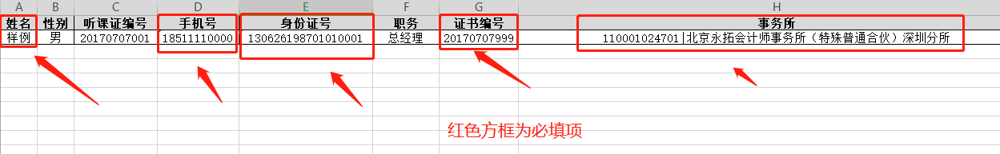 A B C D E F G H
姓名 性别 听课证编号 手机号 身份证号 职务 证书编号 事务所
样例 男 20170707001 18511110000 130626198701010001 总经理 20170707999 110001024701|北京永拓会计师事务所（特殊普通合伙）深圳分所
红色方框为必填项